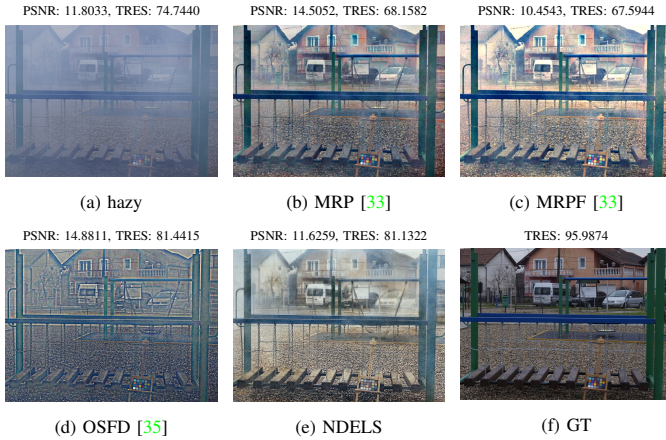 PSNR: 11.8033, TRES: 74.7440
PSNR: 14.5052, TRES: 68.1582
PSNR: 10.4543, TRES: 67.5944
(a) hazy
(b) MRP [33]
(c) MRPF [33]
PSNR: 14.8811, TRES: 81.4415
PSNR: 11.6259, TRES: 81.1322
TRES: 95.9874
(d) OSFD [35]
(e) NDELS
(f) GT